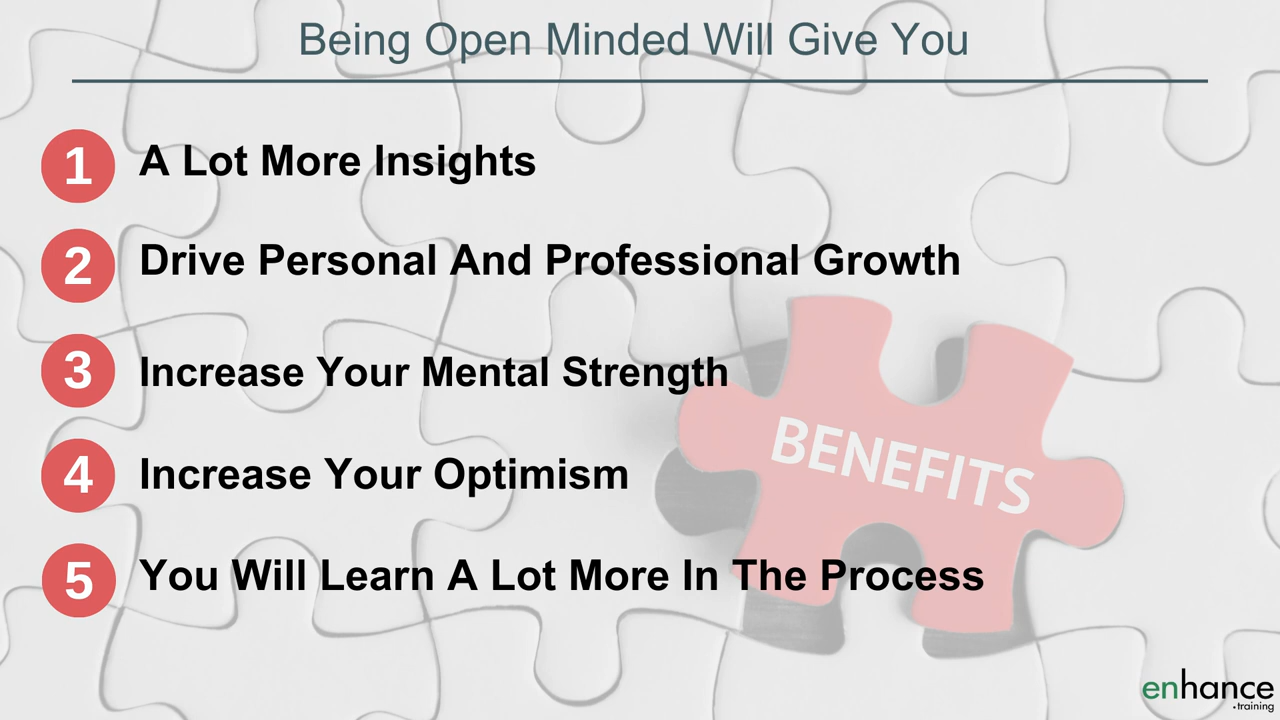 Being Open Minded Will Give You
1 A Lot More Insights
2 Drive Personal And Professional Growth
3 Increase Your Mental Strength
4 Increase Your Optimism
5 You Will Learn A Lot More In The Process
BENEFITS
enhance
.training